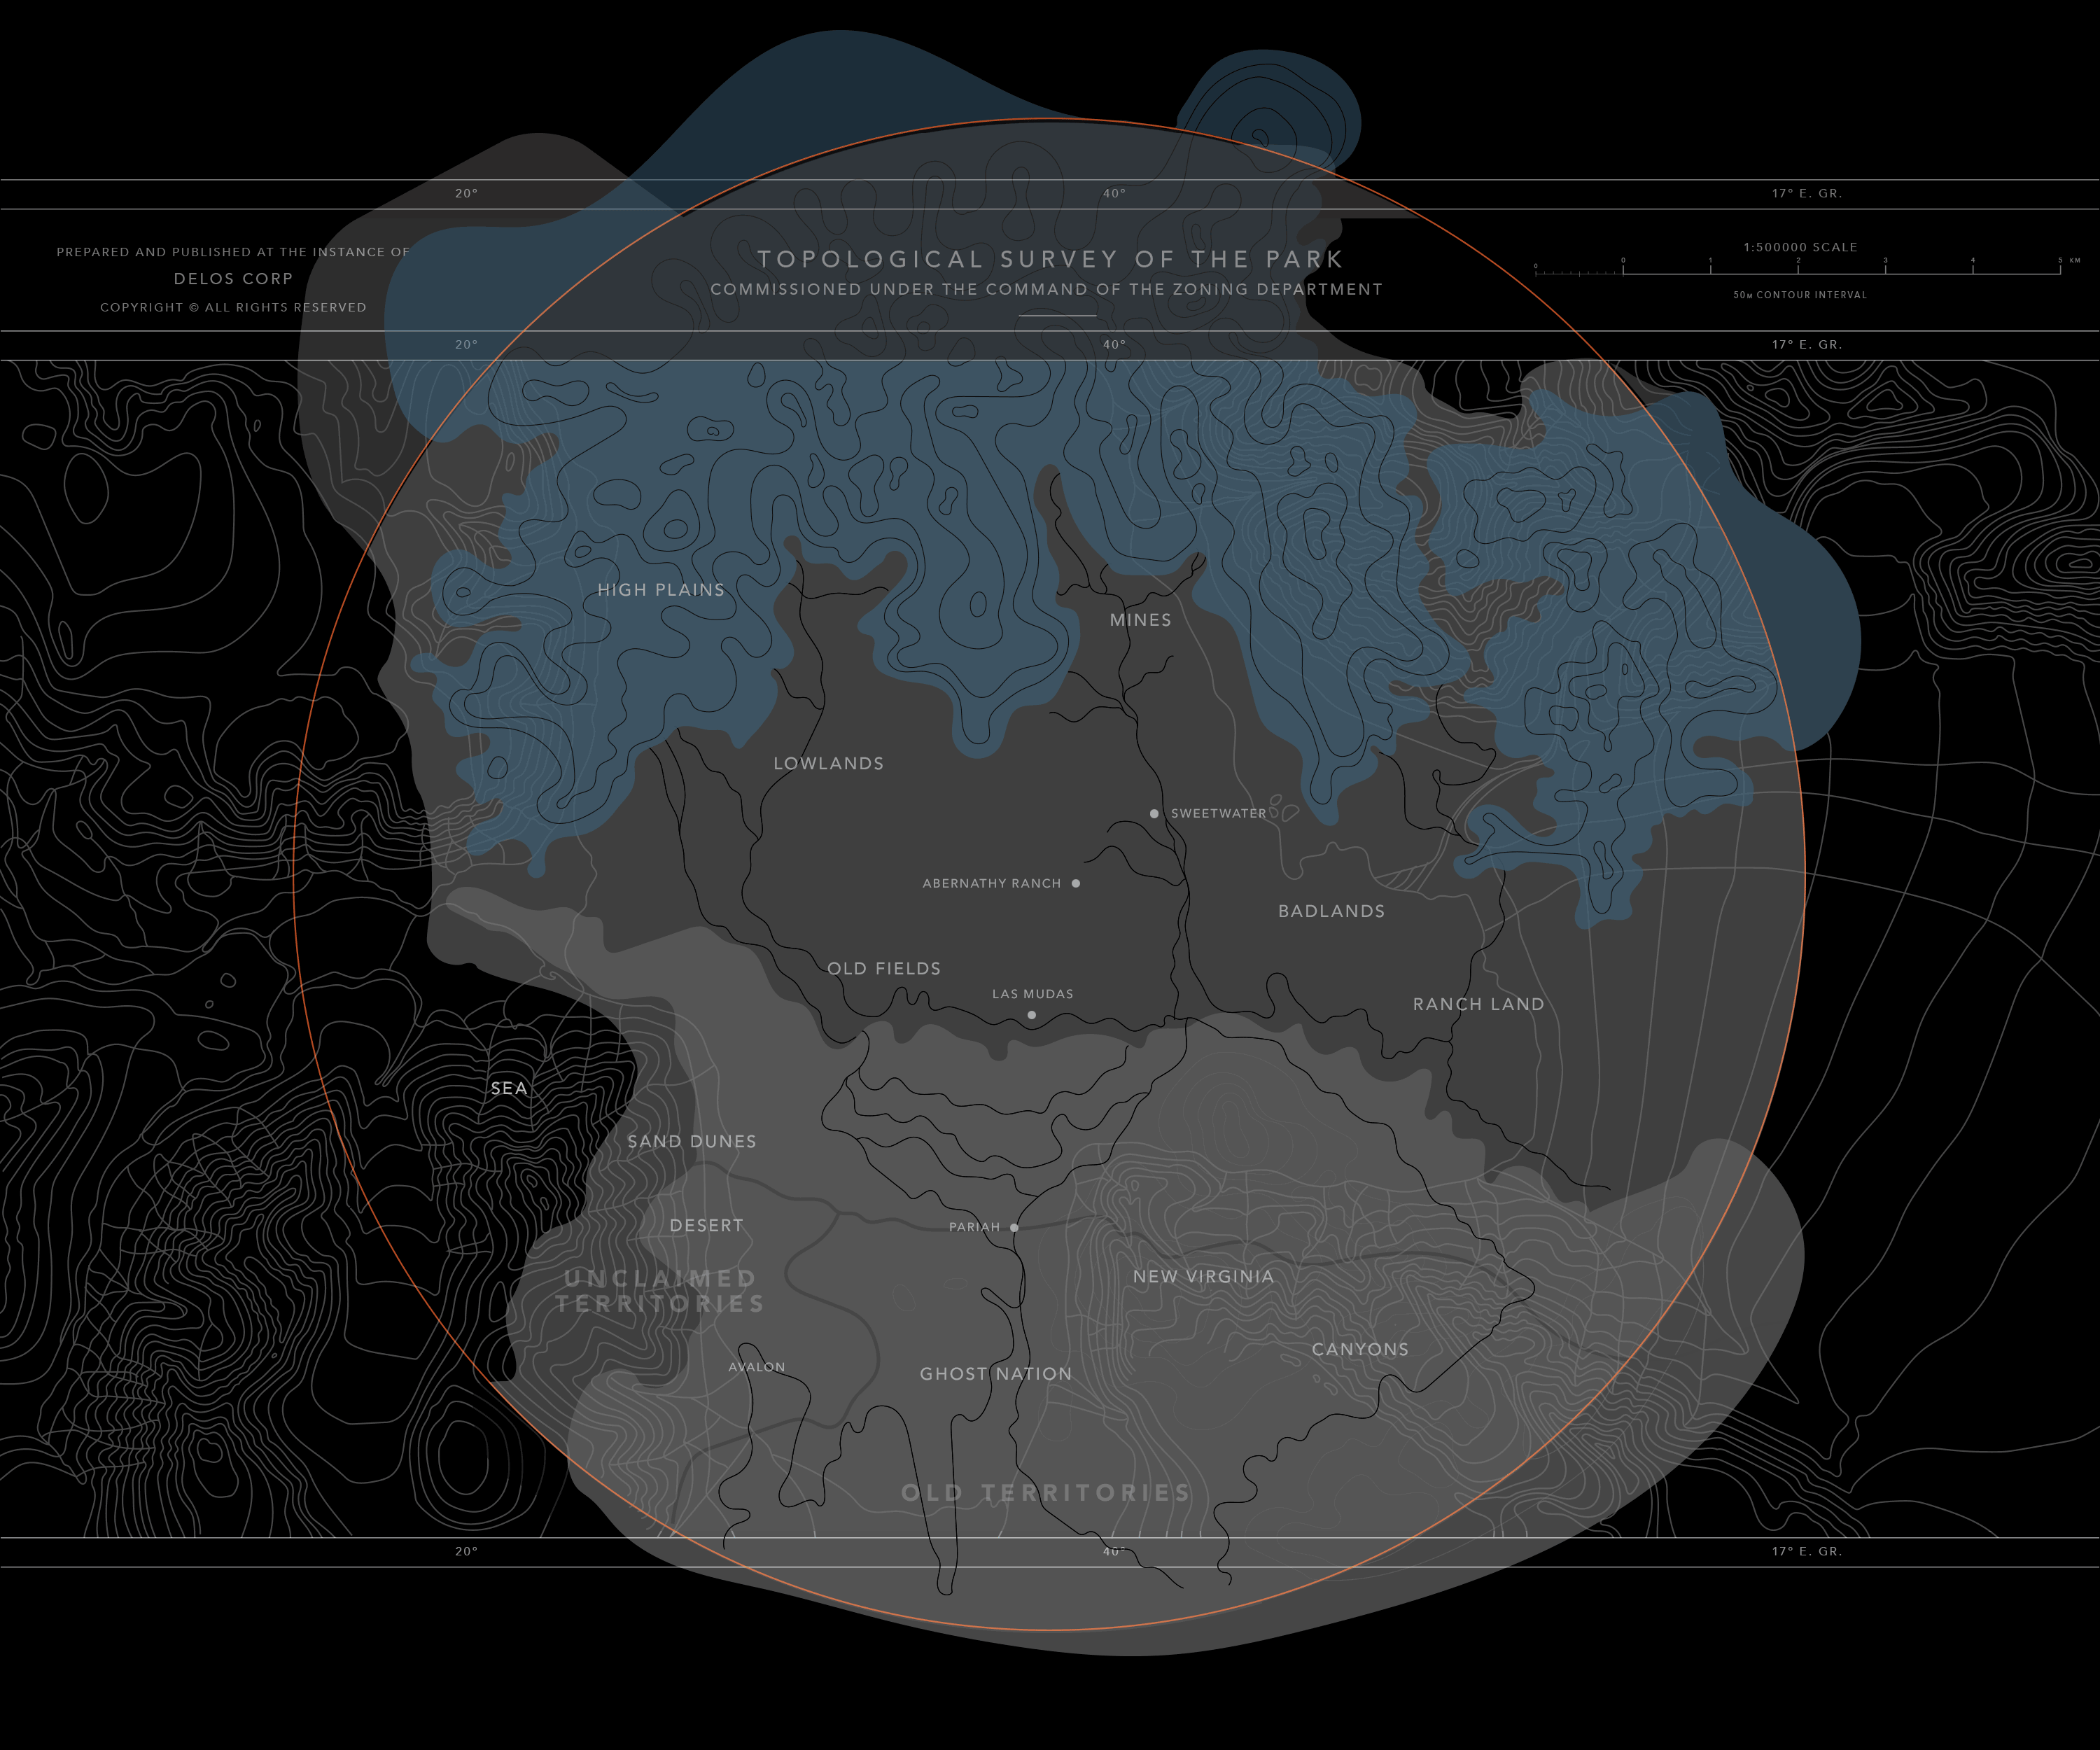 20°
40°
17° E. GR.
PREPARED AND PUBLISHED AT THE INSTANCE OF
DELOS CORP
COPYRIGHT © ALL RIGHTS RESERVED
TOPOLOGICAL SURVEY OF THE PARK
COMMISSIONED UNDER THE COMMAND OF THE ZONING DEPARTMENT
1:500000 SCALE
0 0 1 2 3 4 5 KM
50M CONTOUR INTERVAL
20°
40°
17° E. GR.
HIGH PLAINS
MINES
LOWLANDS
SWEETWATER
ABERNATHY RANCH
BADLANDS
OLD FIELDS
LAS MUDAS
RANCH LAND
SEA
SAND DUNES
DESERT
PARIAH
UNCLAIMED
TERRITORIES
NEW VIRGINIA
CANYONS
AVALON
GHOST NATION
OLD TERRITORIES
20°
40°
17° E. GR.